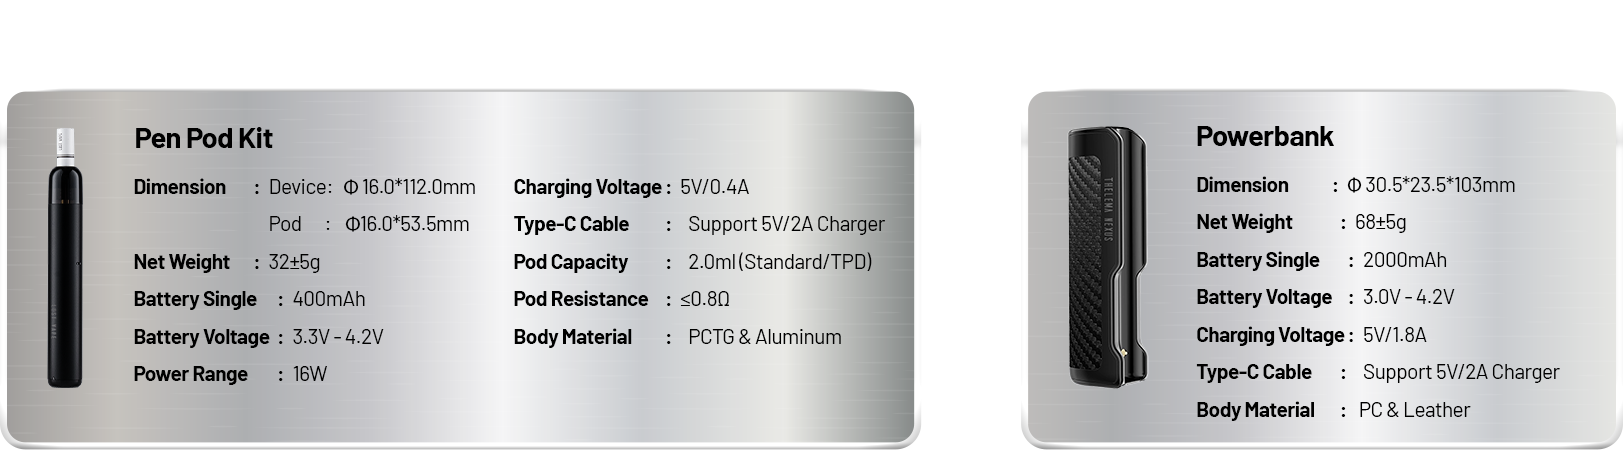 Pen Pod Kit
Dimension : Device: Φ 16.0*112.0mm
Pod : Φ16.0*53.5mm
Net Weight : 32±5g
Battery Single : 400mAh
Battery Voltage : 3.3V - 4.2V
Power Range : 16W
Charging Voltage : 5V/0.4A
Type-C Cable : Support 5V/2A Charger
Pod Capacity : 2.0ml (Standard/TPD)
Pod Resistance : ≤0.8Ω
Body Material : PCTG & Aluminum
THELEMA NEXUS
Powerbank
Dimension : Φ 30.5*23.5*103mm
Net Weight : 68±5g
Battery Single : 2000mAh
Battery Voltage : 3.0V - 4.2V
Charging Voltage : 5V/1.8A
Type-C Cable : Support 5V/2A Charger
Body Material : PC & Leather